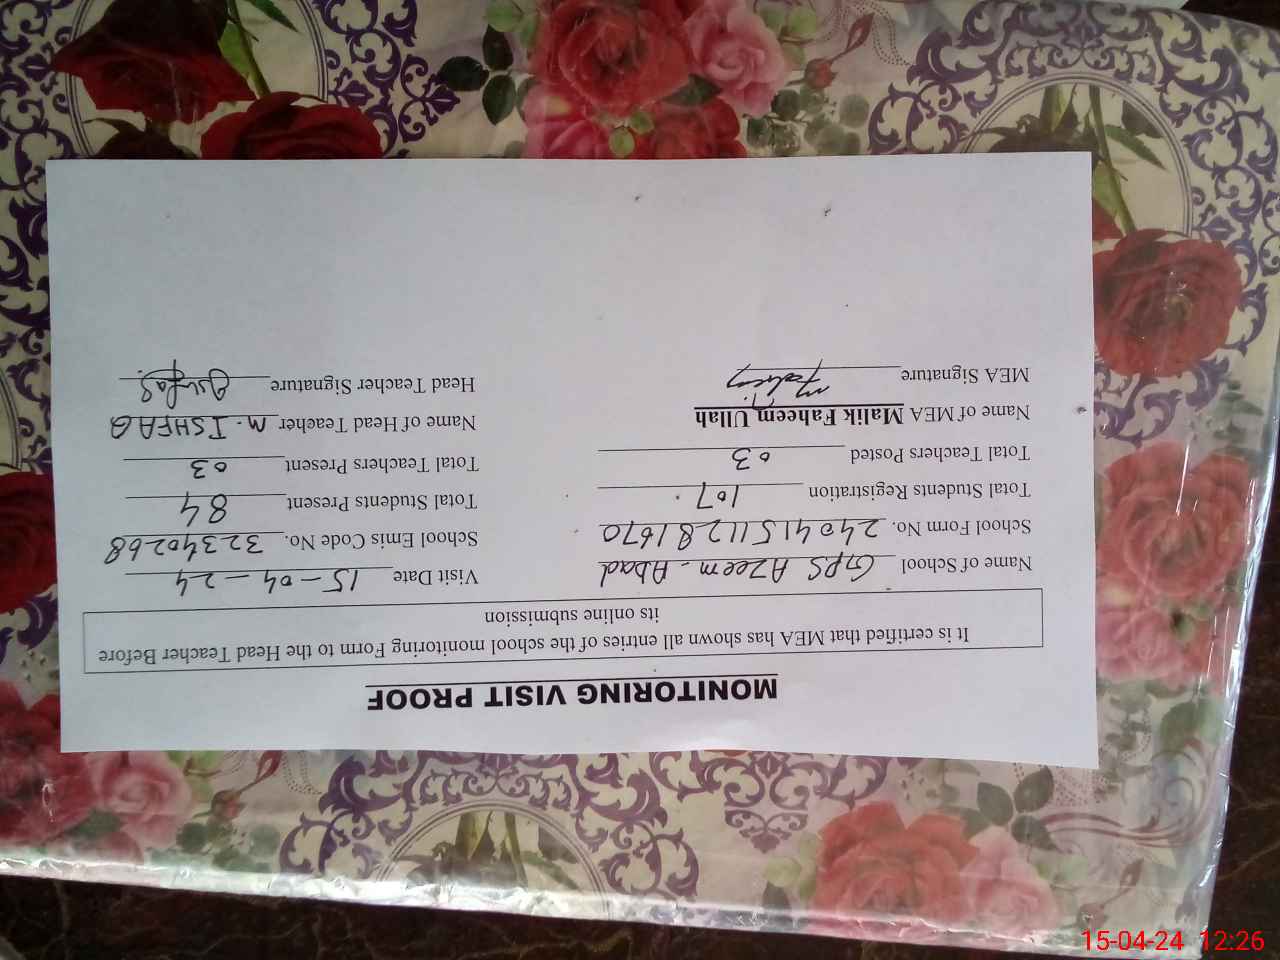 MONITORING VISIT PROOF
It is certified that MEA has shown all entries of the school monitoring Form to the Head Teacher Before
its online submission
Name of School GPS Azeem-Abad Visit Date 15-04-24
School Form No. 24041511281670 School Emis Code No. 32340268
Total Students Registration 107 Total Students Present 84
Total Teachers Posted 03 Total Teachers Present 03
Name of MEA Malik Faheem Ullah Name of Head Teacher M. ISHFAQ
MEA Signature Head Teacher Signature
15-04-24 12:26